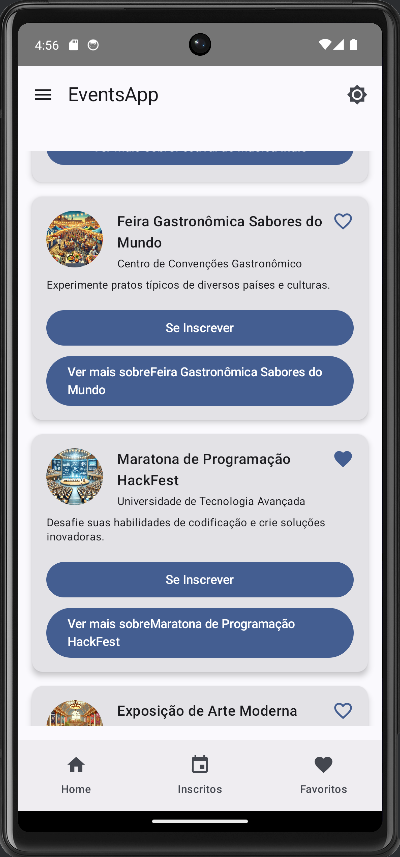 4:56
EventsApp
Feira Gastronômica Sabores do
Mundo
Centro de Convenções Gastronômico
Experimente pratos típicos de diversos países e culturas.
Se Inscrever
Ver mais sobreFeira Gastronômica Sabores do
Mundo
Maratona de Programação
HackFest
Universidade de Tecnologia Avançada
Desafie suas habilidades de codificação e crie soluções
inovadoras.
Se Inscrever
Ver mais sobreMaratona de Programação
HackFest
Exposição de Arte Moderna
Home
Inscritos
Favoritos